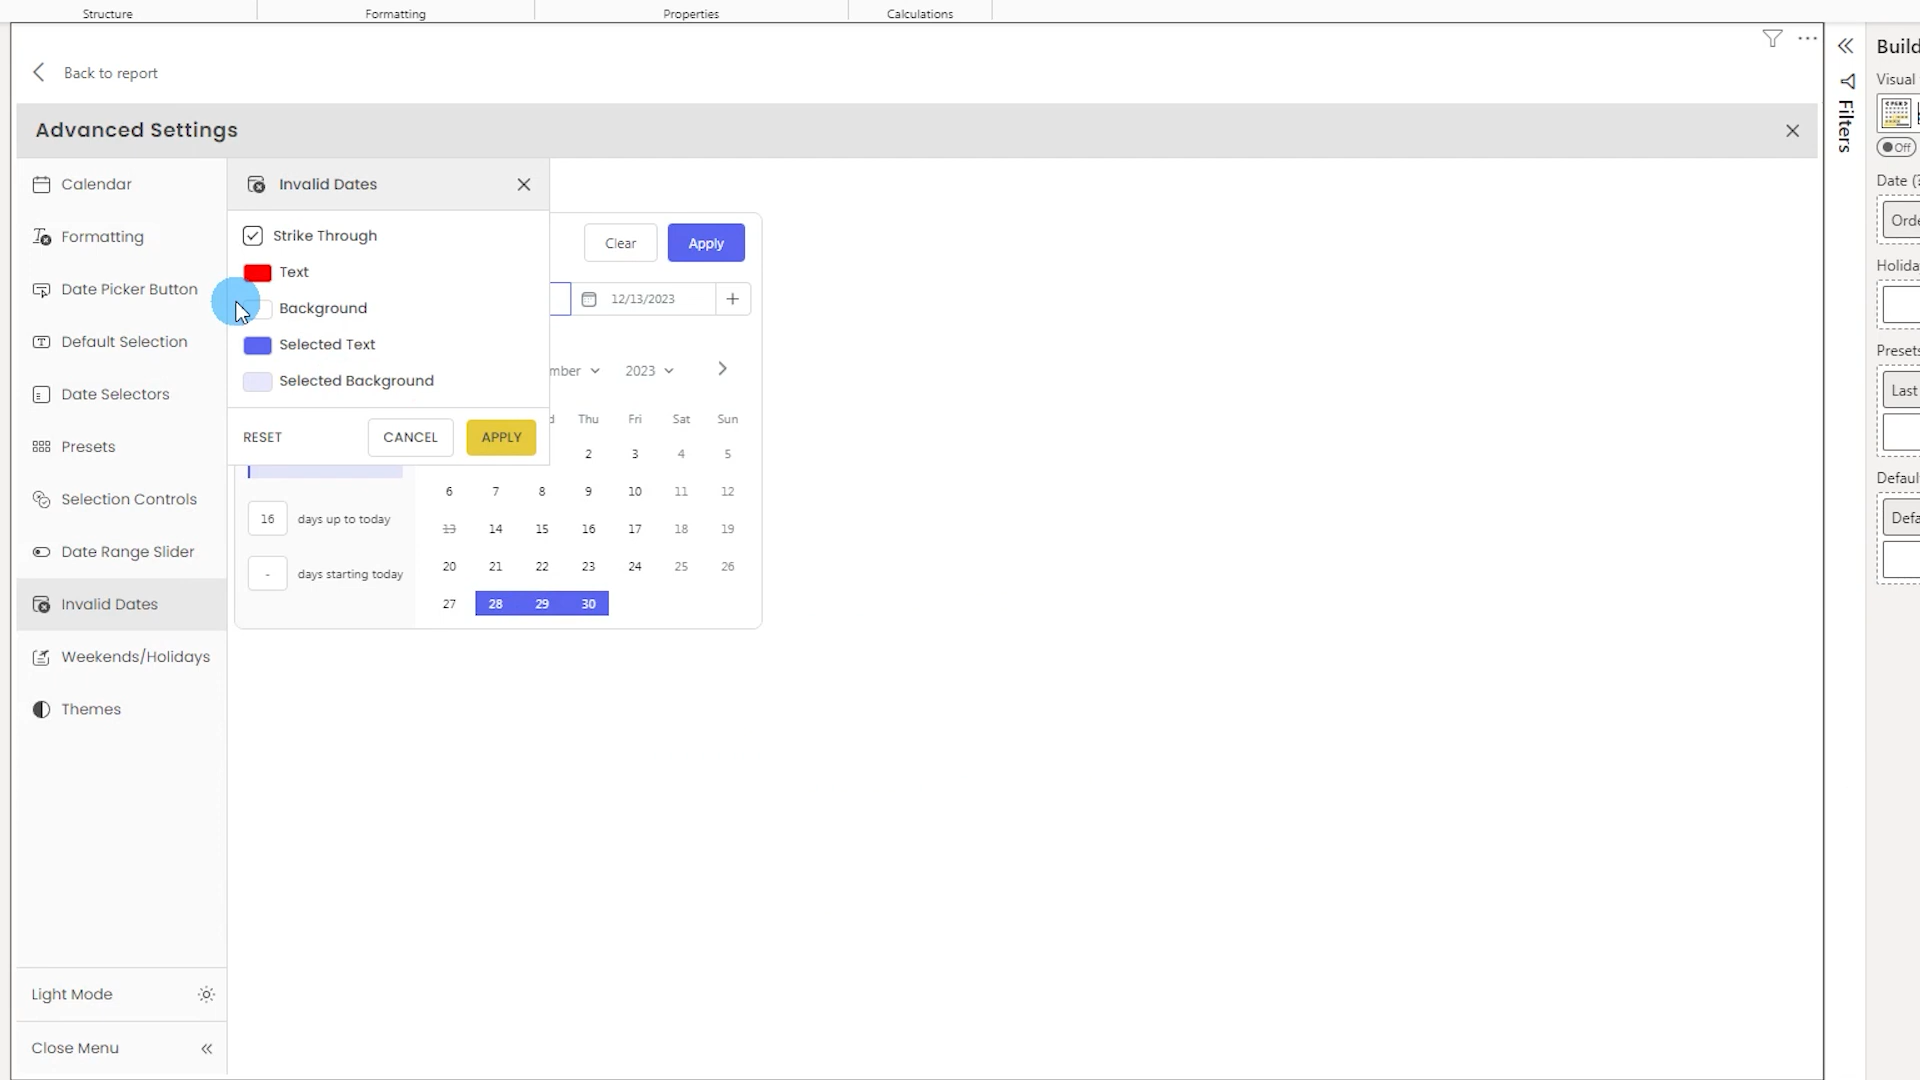 Structure Formatting Properties Calculations
Back to report
Advanced Settings
Calendar
Formatting
Date Picker Button
Default Selection
Date Selectors
Presets
Selection Controls
Date Range Slider
Invalid Dates
Weekends/Holidays
Themes
Light Mode
Close Menu
Invalid Dates
Strike Through
Text
Background
Selected Text
Selected Background
RESET CANCEL APPLY
Clear Apply
12/13/2023
mber 2023
d Thu Fri Sat Sun
2 3 4 5
6 7 8 9 10 11 12
13 14 15 16 17 18 19
20 21 22 23 24 25 26
27 28 29 30
16 days up to today
- days starting today
Filters
Build
Visual
Off
Date (?
Orde
Holida
Presets
Last
Default
Defa